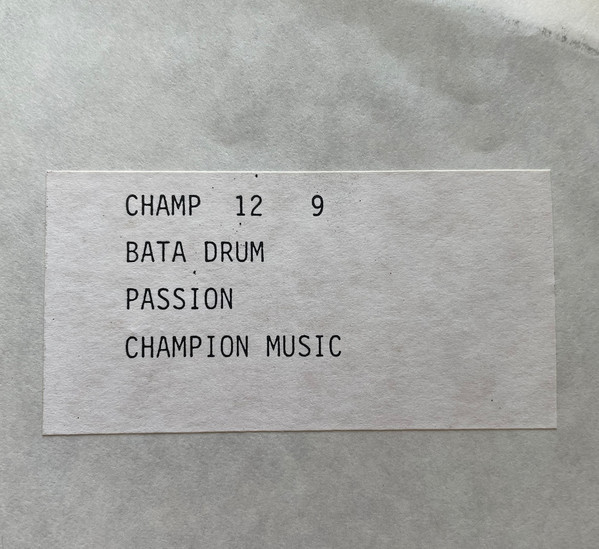 CHAMP 12 9
BATA DRUM
PASSION
CHAMPION MUSIC